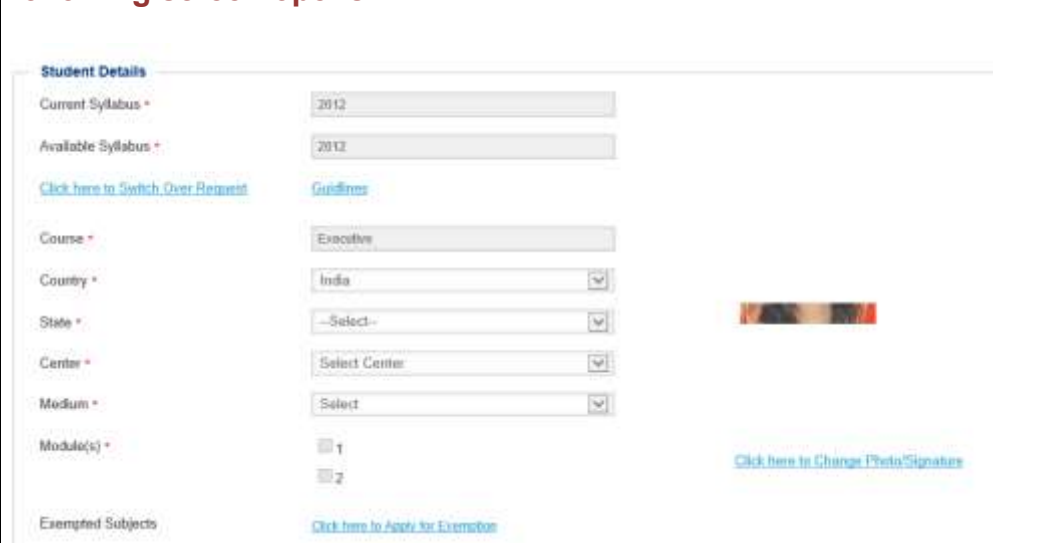 Student Details
Current Syllabus * 2012
Available Syllabus * 2012
Click here to Switch Over Request Guidlines
Course * Executive
Country * India
State * --Select--
Center * Select Center
Medium * Select
Module(s) * 1
2
Click here to Change Photo/Signature
Exempted Subjects Click here to Apply for Exemption